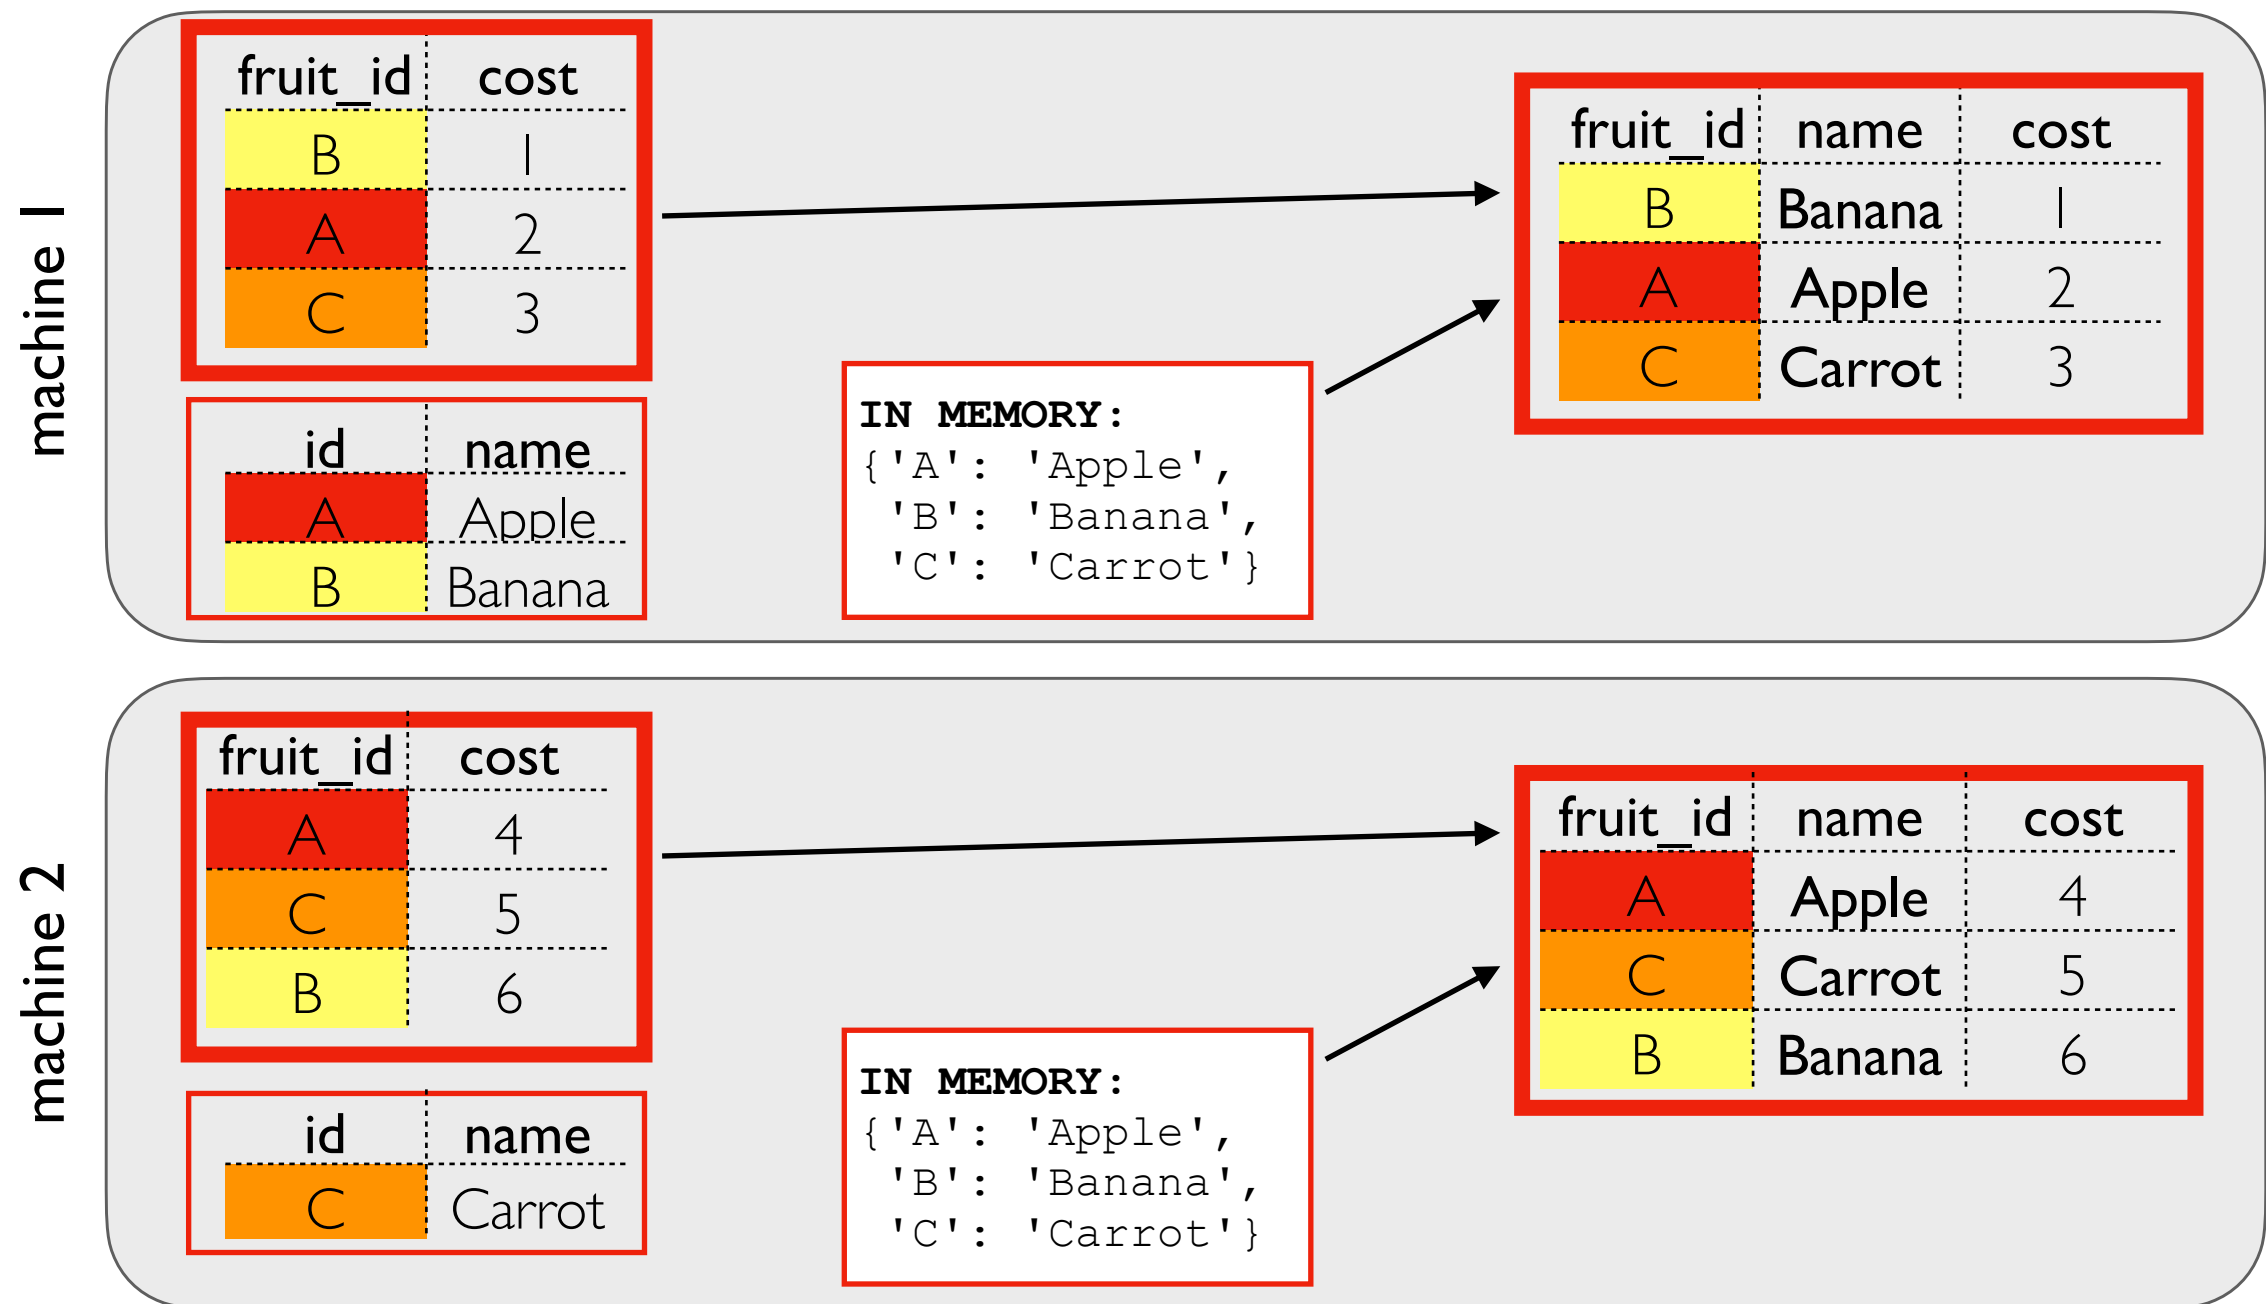 machine 1
fruit_id cost
B 1
A 2
C 3
id name
A Apple
B Banana
IN MEMORY:
{'A': 'Apple',
'B': 'Banana',
'C': 'Carrot'}
fruit_id name cost
B Banana 1
A Apple 2
C Carrot 3
machine 2
fruit_id cost
A 4
C 5
B 6
id name
C Carrot
IN MEMORY:
{'A': 'Apple',
'B': 'Banana',
'C': 'Carrot'}
fruit_id name cost
A Apple 4
C Carrot 5
B Banana 6